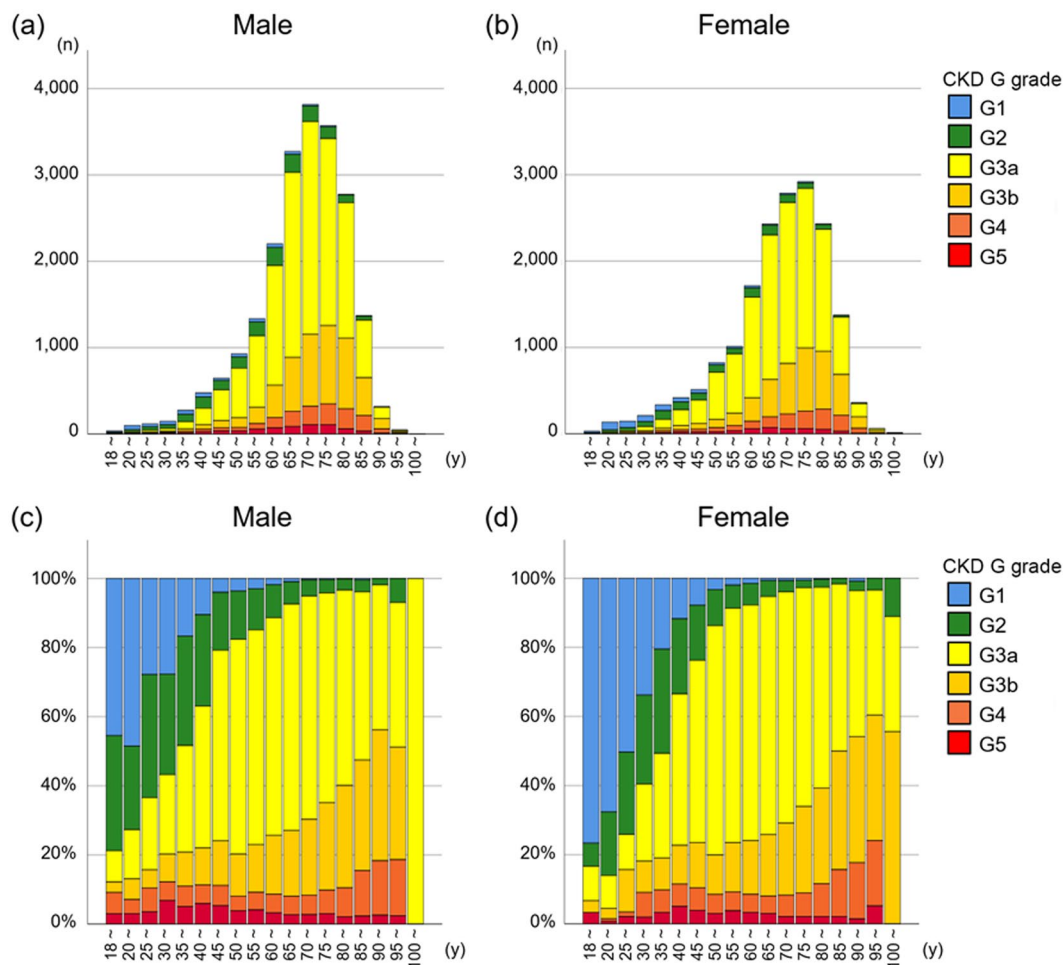 (a) Male
(n)
4,000
3,000
2,000
1,000
0
18~ 20~ 25~ 30~ 35~ 40~ 45~ 50~ 55~ 60~ 65~ 70~ 75~ 80~ 85~ 90~ 95~ 100~ (y)
(b) Female
(n)
4,000
3,000
2,000
1,000
0
18~ 20~ 25~ 30~ 35~ 40~ 45~ 50~ 55~ 60~ 65~ 70~ 75~ 80~ 85~ 90~ 95~ 100~ (y)
CKD G grade
G1
G2
G3a
G3b
G4
G5
(c) Male
100%
80%
60%
40%
20%
0%
18~ 20~ 25~ 30~ 35~ 40~ 45~ 50~ 55~ 60~ 65~ 70~ 75~ 80~ 85~ 90~ 95~ 100~ (y)
(d) Female
100%
80%
60%
40%
20%
0%
18~ 20~ 25~ 30~ 35~ 40~ 45~ 50~ 55~ 60~ 65~ 70~ 75~ 80~ 85~ 90~ 95~ 100~ (y)
CKD G grade
G1
G2
G3a
G3b
G4
G5